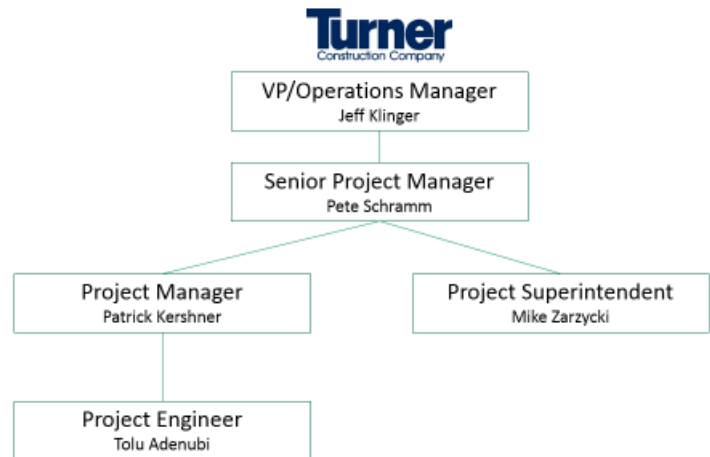 Turner
Construction Company
VP/Operations Manager
Jeff Klinger
Senior Project Manager
Pete Schramm
Project Manager
Patrick Kershner
Project Superintendent
Mike Zarzycki
Project Engineer
Tolu Adenubi